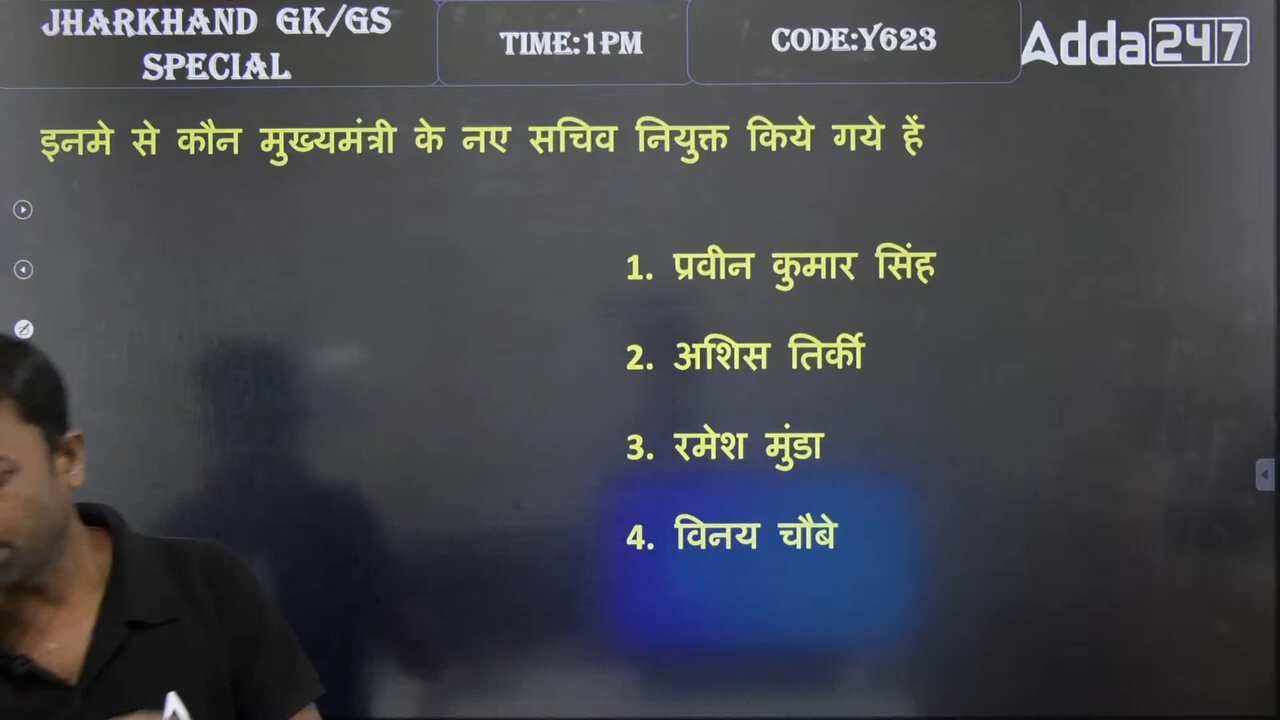 JHARKHAND GK/GS
SPECIAL
TIME:1PM
CODE:Y623
Adda247
इनमे से कौन मुख्यमंत्री के नए सचिव नियुक्त किये गये हें
1. प्रवीन कुमार सिंह
2. अशिस तिर्की
3. रमेश मुंडा
4. विनय चौबे